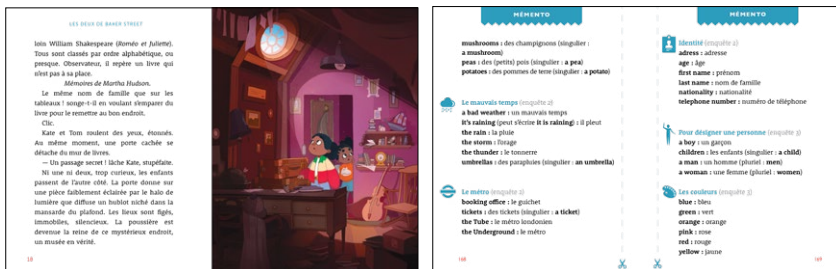 LES DEUX DE BAKER STREET
lois William Shakespeare (Roméo et Juliette).
Tous sont classés par ordre alphabétique, ou
presque. Observateur, il repère un livre qui
n'est pas à sa place.
Mémoires de Martha Hudson.
Le même nom de famille que sur les
tableaux ! songe-t-il en voulant s'emparer du
livre pour le remettre au bon endroit.
Clic.
Kate et Tom roulent des yeux, étonnés.
Au même moment, une porte cachée se
détache du mur de livres.
— Un passage secret ! lâche Kate, stupéfaite.
Ni une ni deux, trop curieux, les enfants
passent de l'autre côté. La porte donne sur
une pièce faiblement éclairée par le halo de
lumière que diffuse un hublot niché dans la
mansarde du plafond. Les lieux sont figés,
immobiles, silencieux. La poussière est
devenue la reine de ce mystérieux endroit,
un musée en vérité.
18
MÉMENTO
mushrooms : des champignons (singulier :
a mushroom)
peas : des (petits) pois (singulier : a pea)
potatoes : des pommes de terre (singulier : a potato)
Le mauvais temps (enquête 2)
a bad weather : un mauvais temps
it's raining (peut s'écrire it is raining) : il pleut
the rain : la pluie
the storm : l'orage
the thunder : le tonnerre
umbrellas : des parapluies (singulier : an umbrella)
Le métro (enquête 2)
booking office : le guichet
tickets : des tickets (singulier : a ticket)
the Tube : le métro londonien
the Underground : le métro
168
MÉMENTO
Identité (enquête 2)
adress : adresse
age : âge
first name : prénom
last name : nom de famille
nationality : nationalité
telephone number : numéro de téléphone
Pour désigner une personne (enquête 3)
a boy : un garçon
children : les enfants (singulier : a child)
a man : un homme (pluriel : men)
a woman : une femme (pluriel : women)
Les couleurs (enquête 3)
blue : bleu
green : vert
orange : orange
pink : rose
red : rouge
yellow : jaune
169